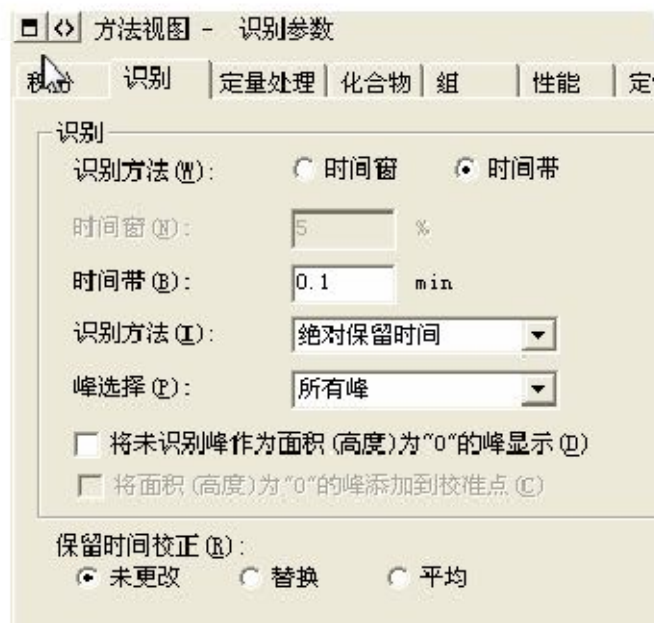 方法视图 - 识别参数
识别 定量处理 化合物 组 性能
识别
识别方法(W): 时间窗 时间带
时间窗(N): 5 %
时间带(B): 0.1 min
识别方法(I): 绝对保留时间
峰选择(P): 所有峰
将未识别峰作为面积(高度)为"0"的峰显示(D)
将面积(高度)为"0"的峰添加到校准点(C)
保留时间校正(R):
未更改 替换 平均